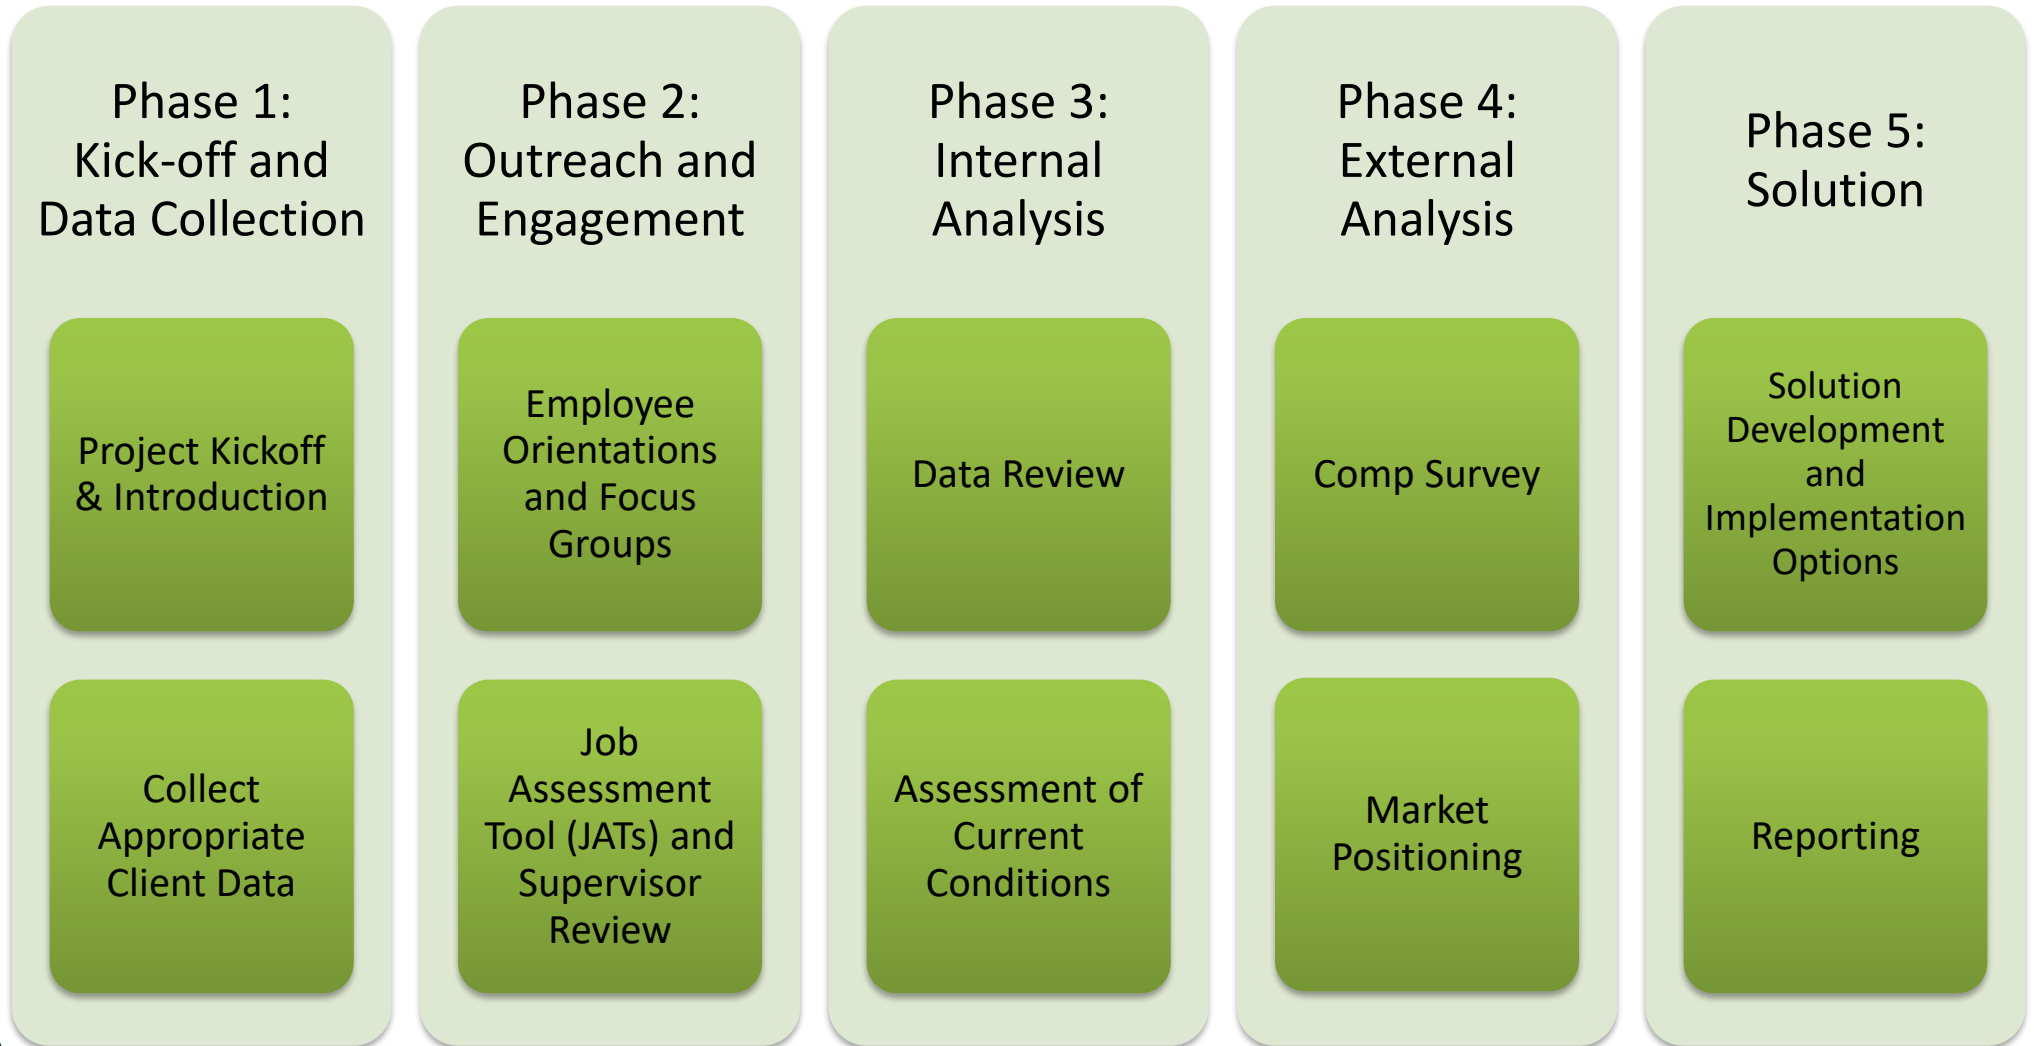 Phase 1:
Kick-off and
Data Collection
Project Kickoff
& Introduction
Collect
Appropriate
Client Data
Phase 2:
Outreach and
Engagement
Employee
Orientations
and Focus
Groups
Job
Assessment
Tool (JATs) and
Supervisor
Review
Phase 3:
Internal
Analysis
Data Review
Assessment of
Current
Conditions
Phase 4:
External
Analysis
Comp Survey
Market
Positioning
Phase 5:
Solution
Solution
Development
and
Implementation
Options
Reporting